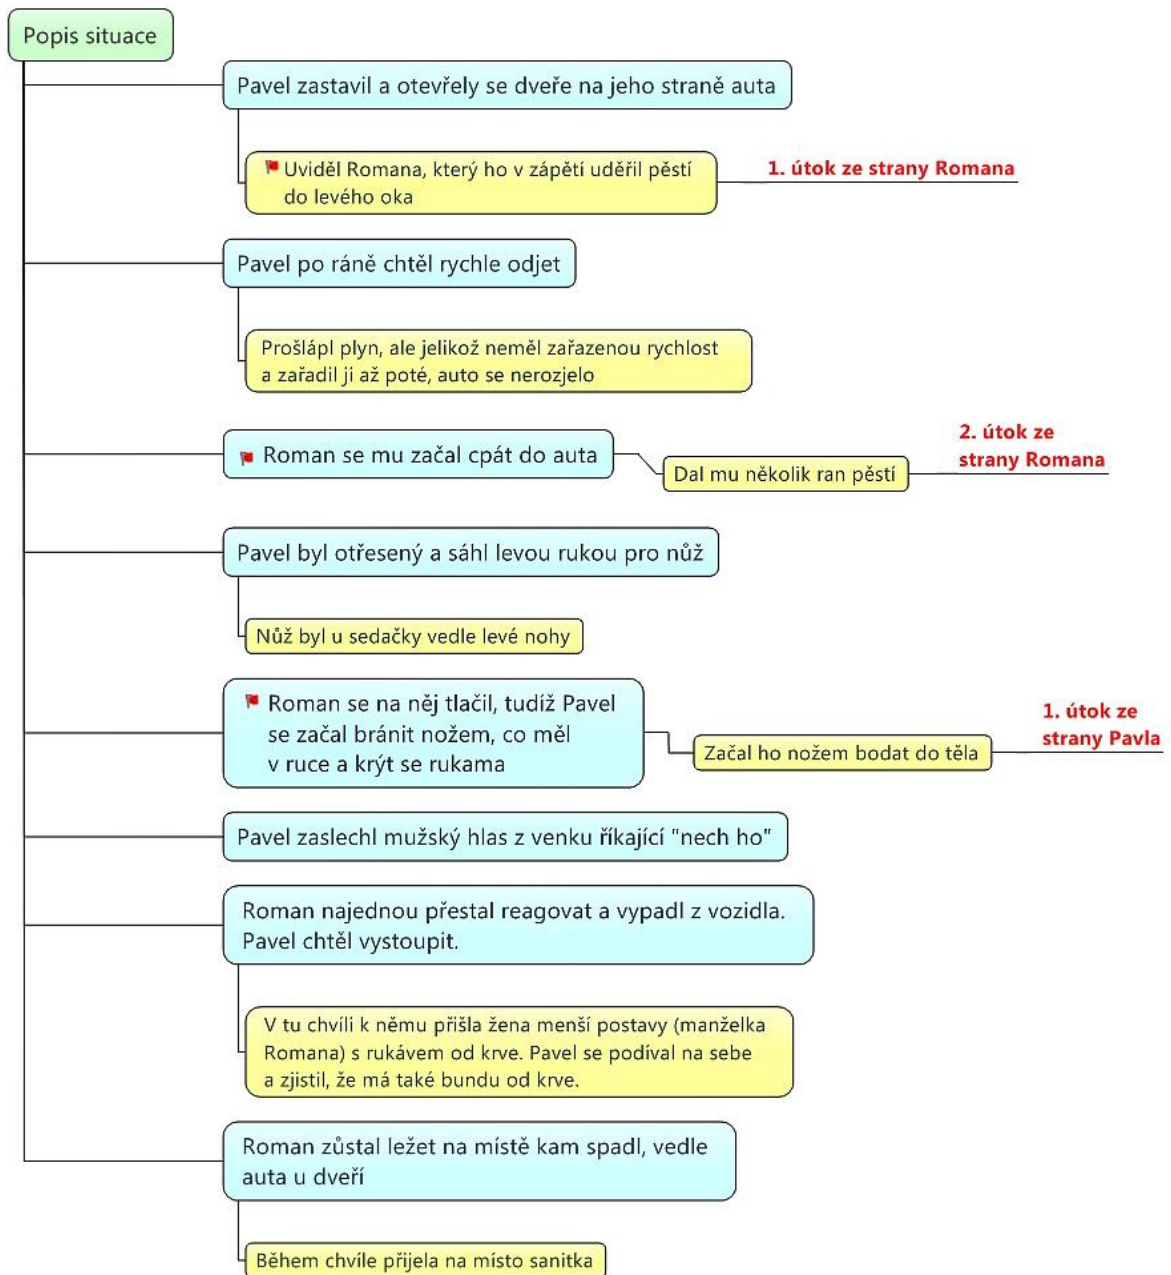 Popis situace
Pavel zastavil a otevřely se dveře na jeho straně auta
Uviděl Romana, který ho v zápětí uděřil pěstí
do levého oka
1. útok ze strany Romana
Pavel po ráně chtěl rychle odjet
Prošlápl plyn, ale jelikož neměl zařazenou rychlost
a zařadil ji až poté, auto se nerozjelo
Roman se mu začal cpát do auta
Dal mu několik ran pěstí
2. útok ze
strany Romana
Pavel byl otřesený a sáhl levou rukou pro nůž
Nůž byl u sedačky vedle levé nohy
Roman se na něj tlačil, tudíž Pavel
se začal bránit nožem, co měl
v ruce a krýt se rukama
Začal ho nožem bodat do těla
1. útok ze
strany Pavla
Pavel zaslechl mužský hlas z venku říkající "nech ho"
Roman najednou přestal reagovat a vypadl z vozidla.
Pavel chtěl vystoupit.
V tu chvíli k němu přišla žena menší postavy (manželka
Romana) s rukávem od krve. Pavel se podíval na sebe
a zjistil, že má také bundu od krve.
Roman zůstal ležet na místě kam spadl, vedle
auta u dveří
Během chvíle přijela na místo sanitka